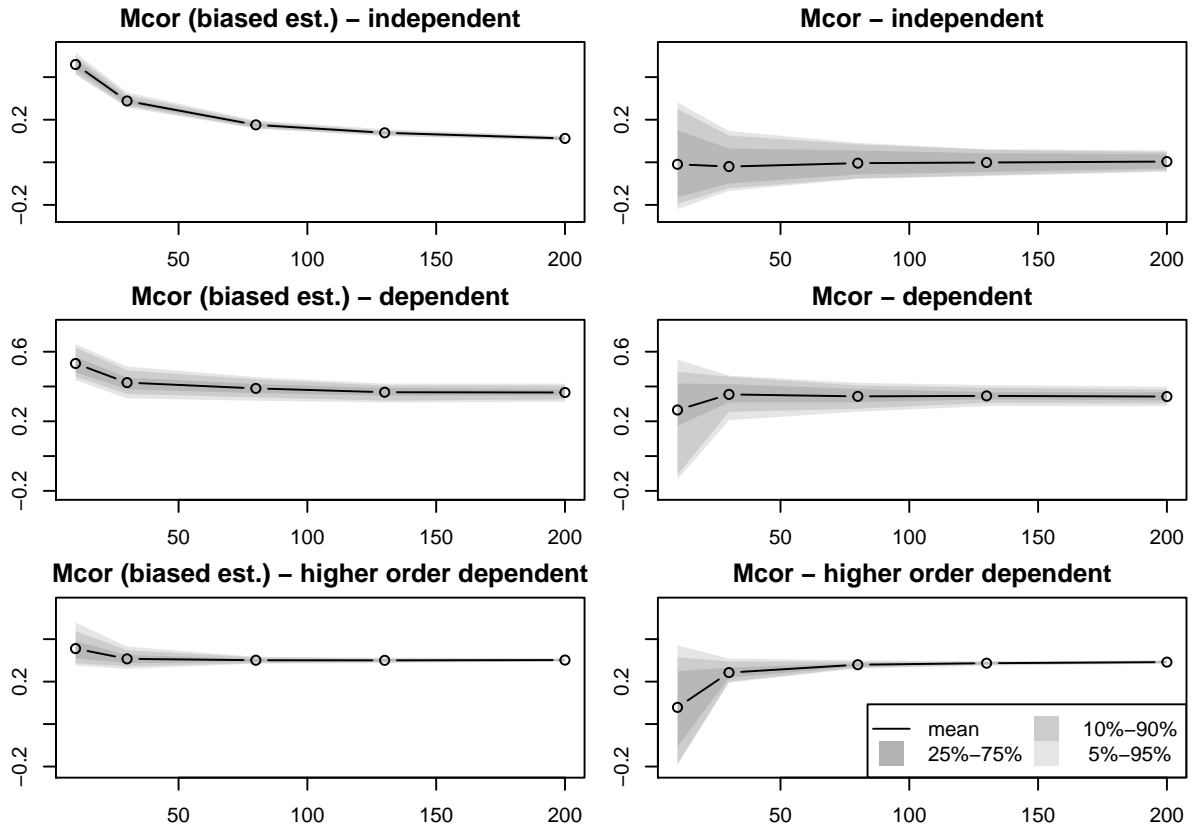 Mcor (biased est.) – independent
0.2
−0.2
50 100 150 200
Mcor – independent
0.2
−0.2
50 100 150 200
Mcor (biased est.) – dependent
0.6
0.2
−0.2
50 100 150 200
Mcor – dependent
0.6
0.2
−0.2
50 100 150 200
Mcor (biased est.) – higher order dependent
0.2
−0.2
50 100 150 200
Mcor – higher order dependent
0.2
−0.2
mean 10%−90%
25%−75% 5%−95%
50 100 150 200